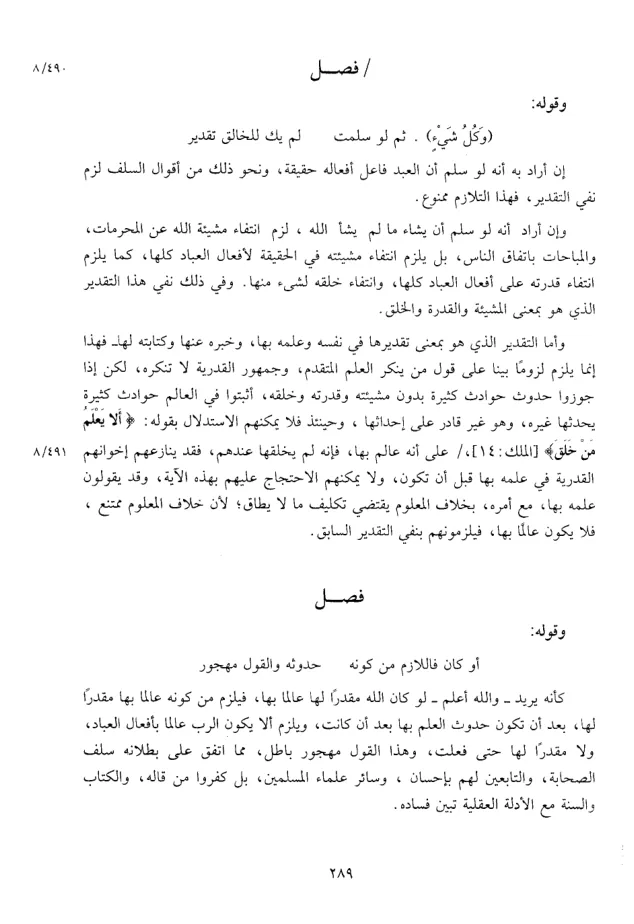 ٨/٤٩٠
/ فصـــل
وقوله:
(وَكُلُ شَيْءٍ) . ثم لو سلمت لم يك للخالق تقدير
إن أراد به أنه لو سلم أن العبد فاعل أفعاله حقيقة، ونحو ذلك من أقوال السلف لزم
نفي التقدير، فهذا التلازم ممنوع.
وإن أراد أنه لو سلم أن يشاء ما لم يشأ الله ، لزم انتفاء مشيئة الله عن المحرمات،
والمباحات باتفاق الناس، بل يلزم انتفاء مشيئته في الحقيقة لأفعال العباد كلها، كما يلزم
انتفاء قدرته على أفعال العباد كلها، وانتفاء خلقه لشىء منها. وفي ذلك نفي هذا التقدير
الذي هو بمعنى المشيئة والقدرة والخلق.
وأما التقدير الذي هو بمعنى تقديرها في نفسه وعلمه بها، وخبره عنها وكتابته لهاـ فهذا
إنما يلزم لزومًا بينا على قول من ينكر العلم المتقدم، وجمهور القدرية لا تنكره، لكن إذا
جوزوا حدوث حوادث كثيرة بدون مشيئته وقدرته وخلقه، أثبتوا في العالم حوادث كثيرة
يحدثها غيره، وهو غير قادر على إحداثها ، وحينئذ فلا يمكنهم الاستدلال بقوله: ﴿ أَلا يَعْلَمُ
مَنْ خَلَقَ﴾ [الملك: ١٤]،/ على أنه عالم بها، فإنه لم يخلقها عندهم، فقد ينازعهم إخوانهم
٨/٤٩١
القدرية في علمه بها قبل أن تكون، ولا يمكنهم الاحتجاج عليهم بهذه الآية، وقد يقولون
علمه بها، مع أمره، بخلاف المعلوم يقتضي تكليف ما لا يطاق؛ لأن خلاف المعلوم ممتنع ،
فلا يكون عالمًا بها، فيلزمونهم بنفي التقدير السابق.
فصـــل
وقوله:
أو كان فاللازم من كونه حدوثه والقول مهجور
كأنه يريد ـ والله أعلم ـ لو كان الله مقدرًا لها عالما بها، فيلزم من كونه عالما بها مقدرًا
لها، بعد أن تكون حدوث العلم بها بعد أن كانت، ويلزم ألا يكون الرب عالما بأفعال العباد،
ولا مقدرًا لها حتى فعلت، وهذا القول مهجور باطل، مما اتفق على بطلانه سلف
الصحابة، والتابعين لهم بإحسان ، وسائر علماء المسلمين، بل كفروا من قاله، والكتاب
والسنة مع الأدلة العقلية تبين فساده.
٢٨٩